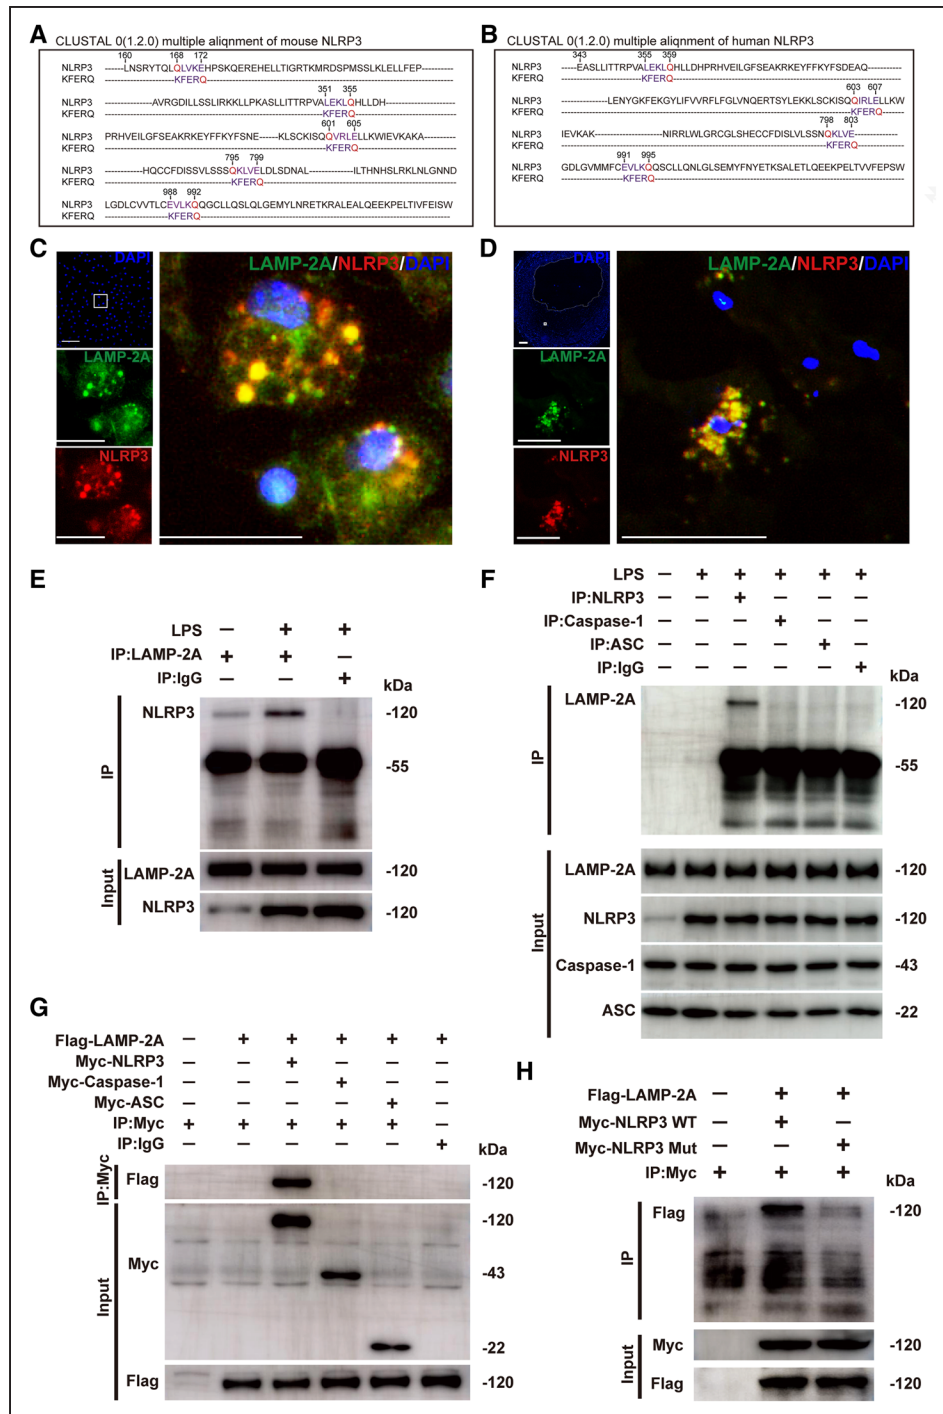 A
CLUSTAL 0(1.2.0) multiple aliqnment of mouse NLRP3
160 168 172
NLRP3 ------LNSRYTQLQLVKEHPSKQEREHELLTIGRTKMRDSPMSSLKLELLFEP------
KFERQ KFERQ
351 355
NLRP3 AVRGDILLSSLIRKKLLPKASLLITTRPVALEKLQHLLDH
KFERQ KFERQ
601 605
NLRP3 PRHVEILGFSEAKRKEYFFKYFSNE------KLSCKISQQVRLELLKWIEVKAKA
KFERQ KFERQ
795 799
NLRP3 HQCCFDISSVLSSSQKLVELDLSDNAL ILTHNHSLRKLNLGNND
KFERQ KFERQ
988 992
NLRP3 LGDLCVVTLCEVLKQQGCLLQSLQLGEMYLNRETKRALEALQEEKPELTIVFEISW
KFERQ KFERQ
B
CLUSTAL 0(1.2.0) multiple aliqnment of human NLRP3
343 355 359
NLRP3 ------EASLLITTRPVALEKLQHLLDHPRHVEILGFSEAKRKEYFFKYFSDEAQ------
KFERQ KFERQ
603 607
NLRP3 LENYGKFEKGYLIFVVRFLFGLVNQERTSYLEKKLSCKISQQIRLELLKW
KFERQ KFERQ
798 803
NLRP3 IEVKAK NIRRLWLGRCGLSHECCFDISLVLSSNQKLVE
KFERQ KFERQ
991 995
NLRP3 GDLGVMMFCEVLKQQSCLLQNLGLSEMYFNYETKSALETLQEEKPELTVVFEPSW
KFERQ KFERQ
C
DAPI
LAMP-2A
NLRP3
LAMP-2A/NLRP3/DAPI
D
DAPI
LAMP-2A
NLRP3
LAMP-2A/NLRP3/DAPI
E
LPS – + +
IP:LAMP-2A + + –
IP:IgG – – +
kDa
IP
NLRP3 -120
-55
Input
LAMP-2A -120
NLRP3 -120
F
LPS – + + + + +
IP:NLRP3 – – + – – –
IP:Caspase-1 – – – + – –
IP:ASC – – – – + –
IP:IgG – – – – – +
kDa
IP
LAMP-2A -120
-55
Input
LAMP-2A -120
NLRP3 -120
Caspase-1 -43
ASC -22
G
Flag-LAMP-2A – + + + + +
Myc-NLRP3 – – + – – –
Myc-Caspase-1 – – – + – –
Myc-ASC – – – – + –
IP:Myc + + + + + –
IP:IgG – – – – – +
kDa
IP:Myc
Flag -120
Input
-120
Myc
-43
-22
Flag -120
H
Flag-LAMP-2A – + +
Myc-NLRP3 WT – + –
Myc-NLRP3 Mut – – +
IP:Myc + + +
kDa
IP
Flag -120
Input
Myc -120
Flag -120